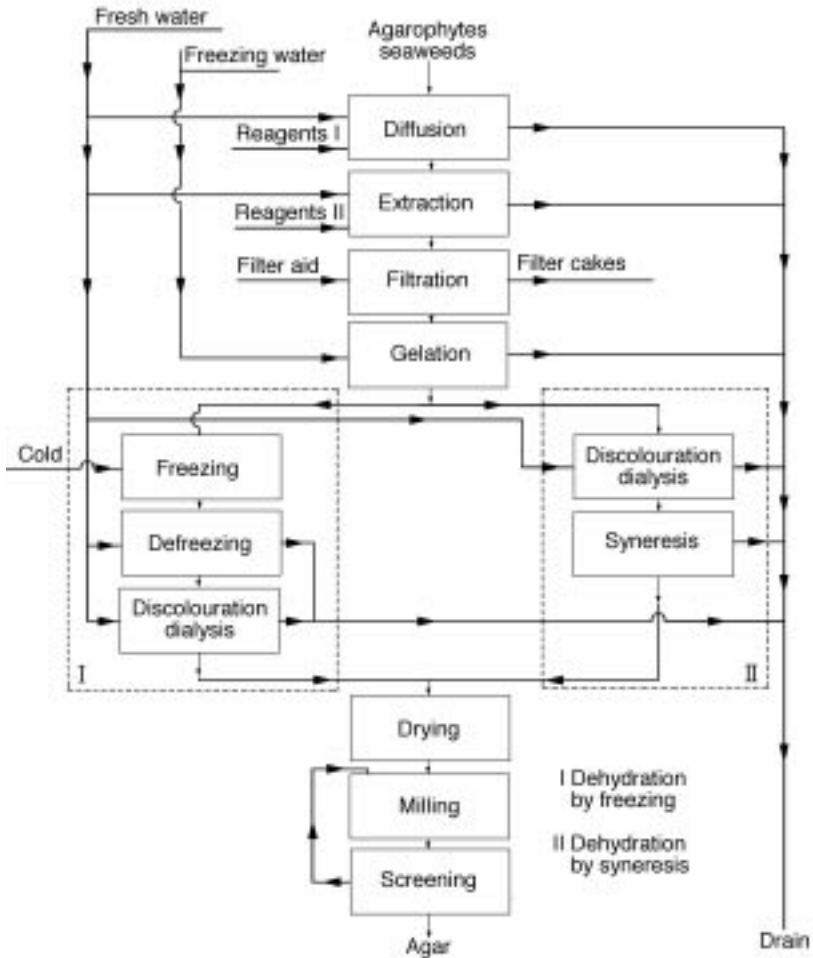 Fresh water
Freezing water
Agarophytes
seaweeds
Diffusion
Reagents I
Extraction
Reagents II
Filter aid
Filtration
Filter cakes
Gelation
Cold
Freezing
Defreezing
Discolouration
dialysis
I
Discolouration
dialysis
Syneresis
II
Drying
Milling
Screening
Agar
I Dehydration
by freezing
II Dehydration
by syneresis
Drain